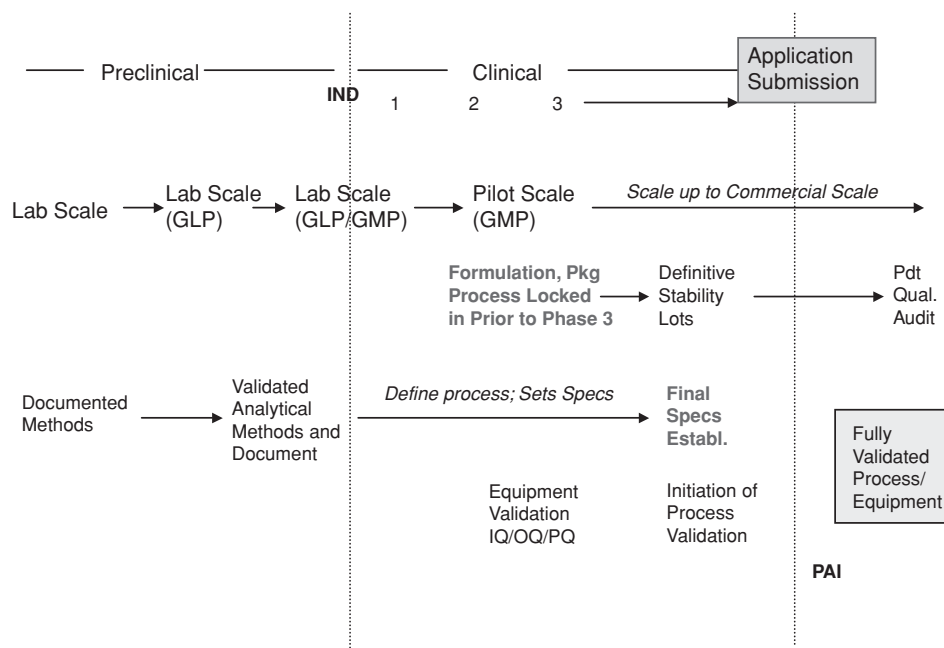 Preclinical
Clinical
Application
Submission
IND
1
2
3
Lab Scale
Lab Scale
(GLP)
Lab Scale
(GLP/GMP)
Pilot Scale
(GMP)
Scale up to Commercial Scale
Formulation, Pkg
Process Locked
in Prior to Phase 3
Definitive
Stability
Lots
Pdt
Qual.
Audit
Documented
Methods
Validated
Analytical
Methods and
Document
Define process; Sets Specs
Final
Specs
Establ.
Fully
Validated
Process/
Equipment
Equipment
Validation
IQ/OQ/PQ
Initiation of
Process
Validation
PAI